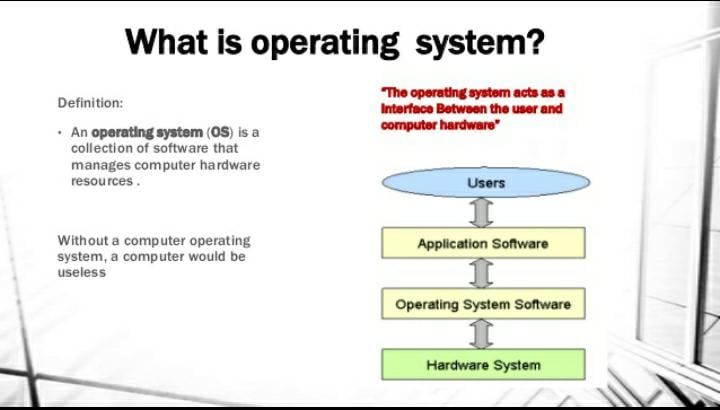 What is operating system?
Definition:
• An operating system (OS) is a
collection of software that
manages computer hardware
resources .
Without a computer operating
system, a computer would be
useless
“The operating system acts as a
Interface Between the user and
computer hardware”
Users
Application Software
Operating System Software
Hardware System